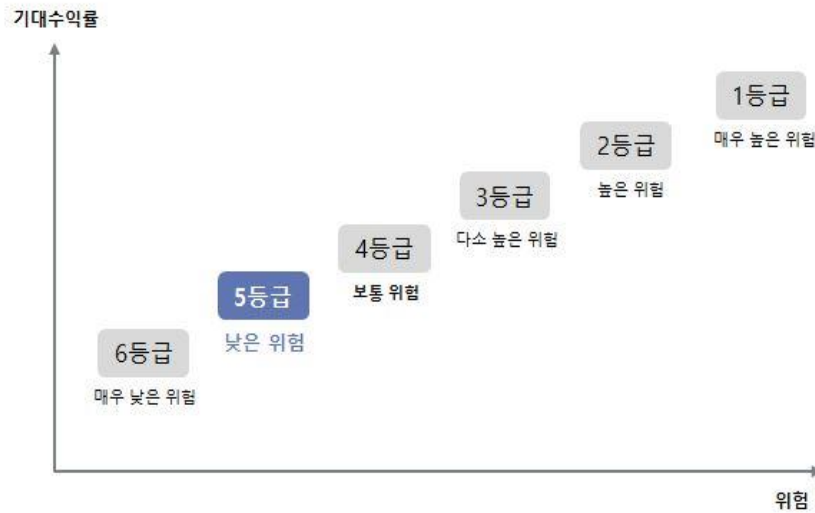 기대수익률
1등급
매우 높은 위험
2등급
높은 위험
3등급
다소 높은 위험
4등급
보통 위험
5등급
낮은 위험
6등급
매우 낮은 위험
위험